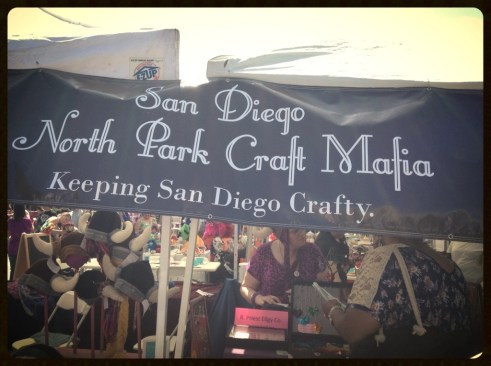 San Diego
North Park Craft Mafia
Keeping San Diego Crafty.